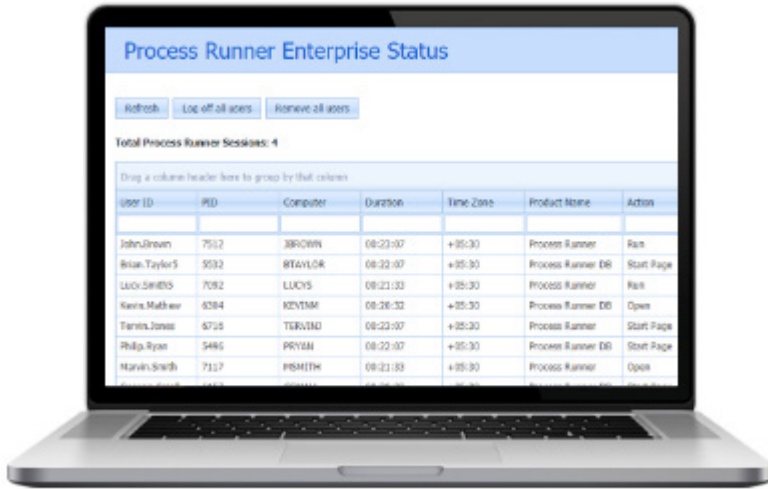 Process Runner Enterprise Status
Refresh Log off all users Remove all users
Total Process Runner Sessions: 4
Drag a column header here to group by that column
User ID PID Computer Duration Time Zone Product Name Action
John.Brown 7512 JBROWN 00:23:07 +05:30 Process Runner Run
Brian.Taylor5 5532 BTAYLOR 00:22:07 +05:30 Process Runner DB Start Page
Lucy.Smith5 7092 LUCYS 00:21:33 +05:30 Process Runner Run
Kevin.Mathew 6384 KEVINM 00:20:32 +05:30 Process Runner DB Open
Tervin.Jones 6716 TERVINJ 00:23:07 +05:30 Process Runner Start Page
Philip.Ryan 5446 PRYAN 00:22:07 +05:30 Process Runner DB Start Page
Marvin.Smith 7117 MSMITH 00:21:33 +05:30 Process Runner Open